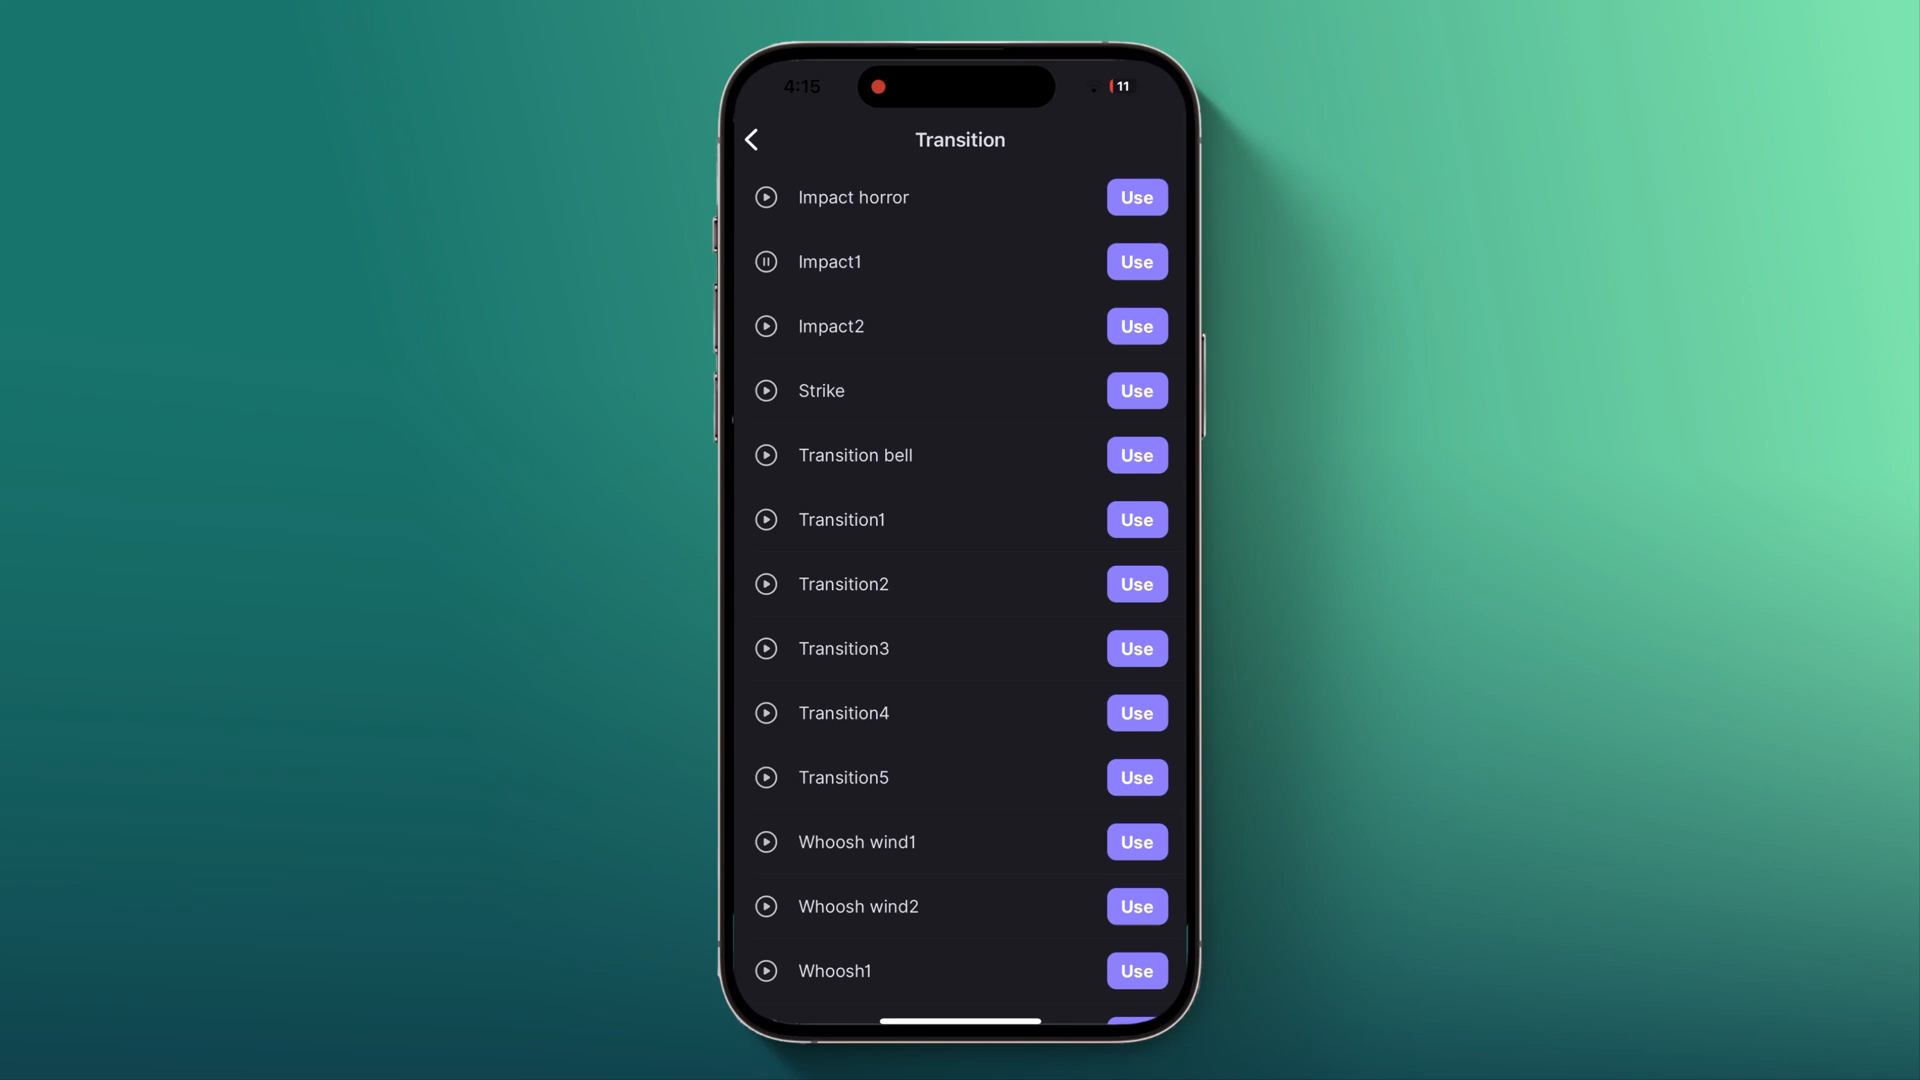 4:15
11
Transition
Impact horror Use
Impact1 Use
Impact2 Use
Strike Use
Transition bell Use
Transition1 Use
Transition2 Use
Transition3 Use
Transition4 Use
Transition5 Use
Whoosh wind1 Use
Whoosh wind2 Use
Whoosh1 Use